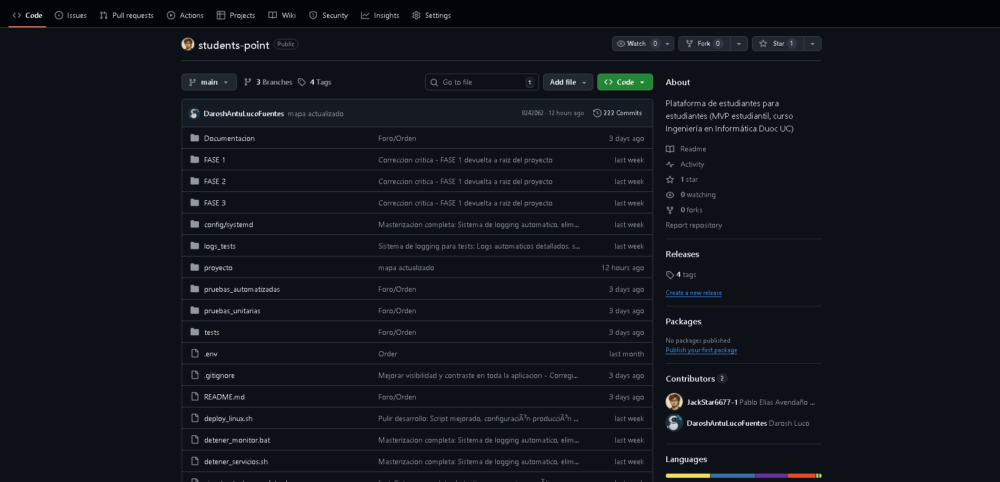 Code Issues Pull requests Actions Projects Wiki Security Insights Settings
students-point Public Watch 0 Fork 0 Star 1
main 3 Branches 4 Tags Go to file t Add file Code
DaroshAntuLucoFuentes mapa actualizado 8242062 · 12 hours ago 222 Commits
Documentacion Foro/Orden 3 days ago
FASE 1 Correccion critica - FASE 1 devuelta a raiz del proyecto last week
FASE 2 Correccion critica - FASE 1 devuelta a raiz del proyecto last week
FASE 3 Correccion critica - FASE 1 devuelta a raiz del proyecto last week
config/systemd Masterizacion completa: Sistema de logging automatico, elim... last week
logs_tests Sistema de logging para tests: Logs automaticos detallados, s... last week
proyecto mapa actualizado 12 hours ago
pruebas_automatizadas Foro/Orden 3 days ago
pruebas_unitarias Foro/Orden 3 days ago
tests Foro/Orden 3 days ago
.env Order last month
.gitignore Mejorar visibilidad y contraste en toda la aplicacion - Corregi... 3 days ago
README.md Foro/Orden 3 days ago
deploy_linux.sh Pulir desarrollo: Script mejorado, configuraciÃ³n producciÃ³n ... last week
detener_monitor.bat Masterizacion completa: Sistema de logging automatico, elim... last week
detener_servicios.sh Masterizacion completa: Sistema de logging automatico, elim... last week
About
Plataforma de estudiantes para
estudiantes (MVP estudiantil, curso
Ingeniería en Informática Duoc UC)
Readme
Activity
1 star
0 watching
0 forks
Report repository
Releases
4 tags
Create a new release
Packages
No packages published
Publish your first package
Contributors 2
JackStar6677-1 Pablo Elías Avendaño ...
DaroshAntuLucoFuentes Darosh Luco
Languages